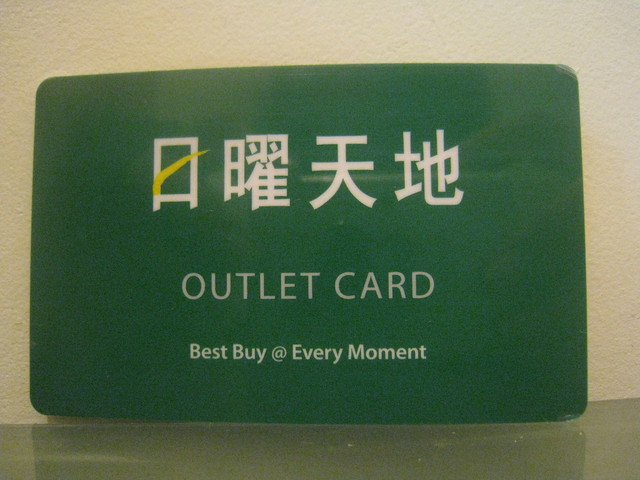 日曜天地
OUTLET CARD
Best Buy @ Every Moment